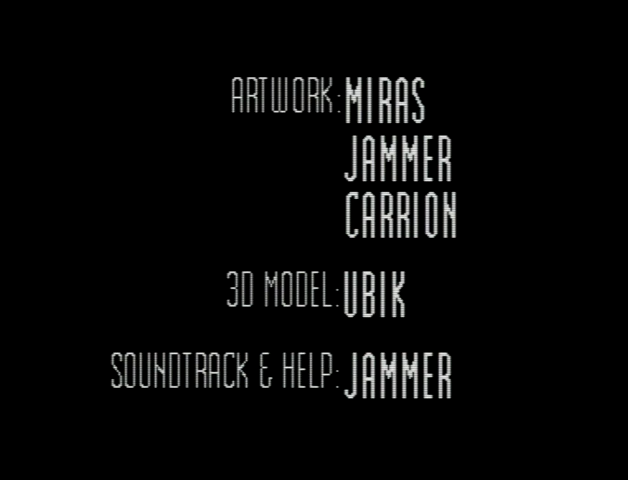 ARTWORK: MIRAS
JAMMER
CARRION
3D MODEL: UBIK
SOUNDTRACK & HELP: JAMMER